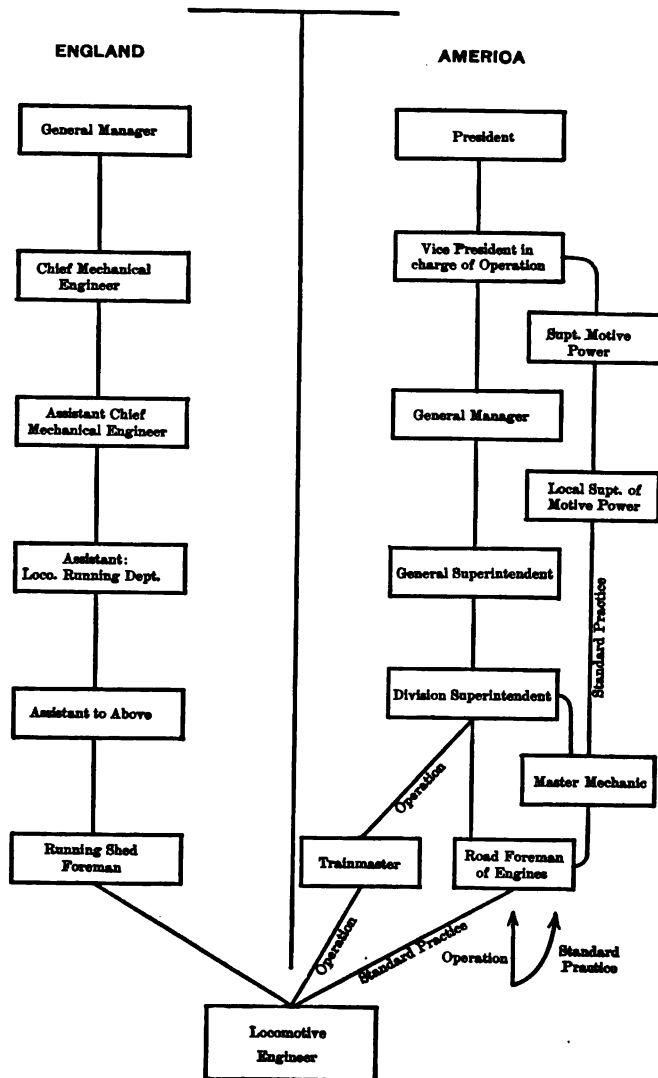 ENGLAND
General Manager
Chief Mechanical
Engineer
Assistant Chief
Mechanical Engineer
Assistant:
Loco. Running Dept.
Assistant to Above
Running Shed
Foreman
AMERICA
President
Vice President in
charge of Operation
Supt. Motive
Power
General Manager
Local Supt. of
Motive Power
General Superintendent
Standard Practice
Division Superintendent
Master Mechanic
Operation
Trainmaster
Road Foreman
of Engines
Operation
Standard Practice
Operation
Standard
Practice
Locomotive
Engineer